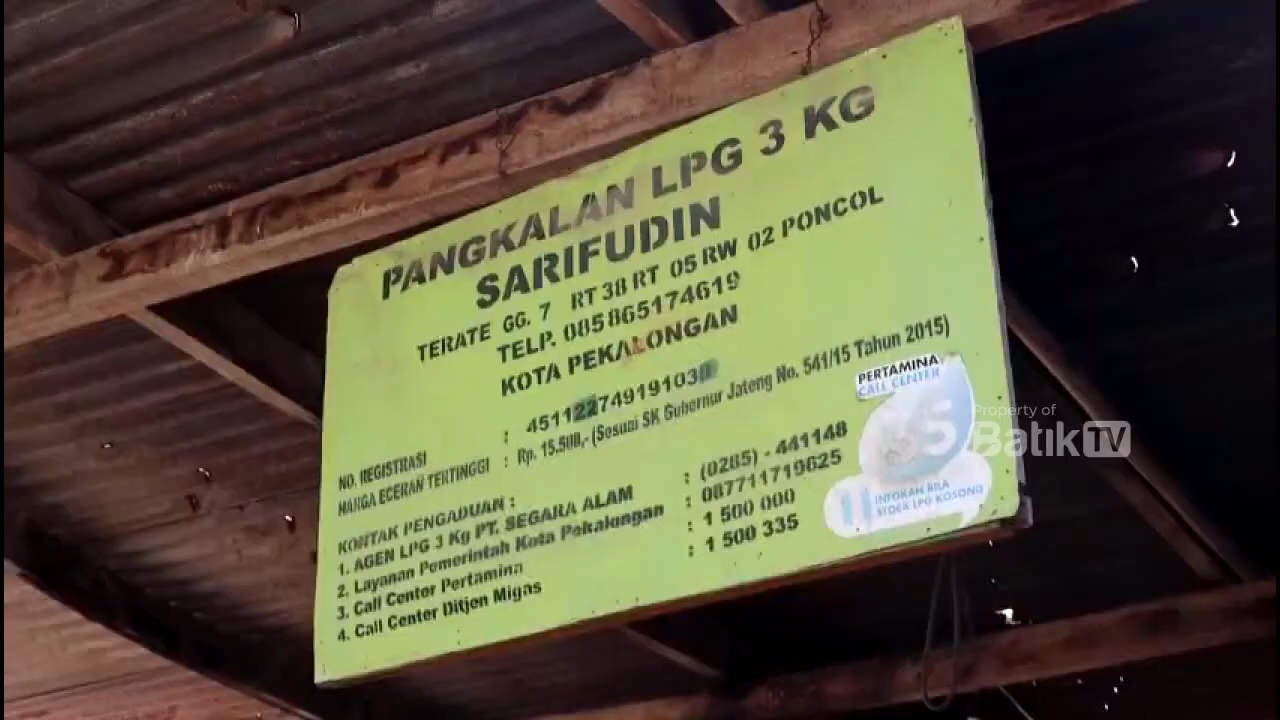 PANGKALAN LPG 3 KG
SARIFUDIN
TERATE GG. 7 RT 3B RT 05 RW 02 PONCOL
TELP. 085865174619
KOTA PEKALONGAN
NO. REGISTRASI : 451122749191030
HARGA ECERAN TERTINGGI : Rp. 15.500,- (Sesuai SK Gubernur Jateng No. 541/15 Tahun 2015)
KONTAK PENGADUAN :
1. AGEN LPG 3 Kg PT. SEGARA ALAM : (0285) - 441148
2. Layanan Pemerintah Kota Pekalongan : 087711719625
3. Call Center Pertamina : 1 500 000
4. Call Center Ditjen Migas : 1 500 335
PERTAMINA
CALL CENTER
INFOKAN BILA
STOCK LPG KOSONG
Property of
BatikTV